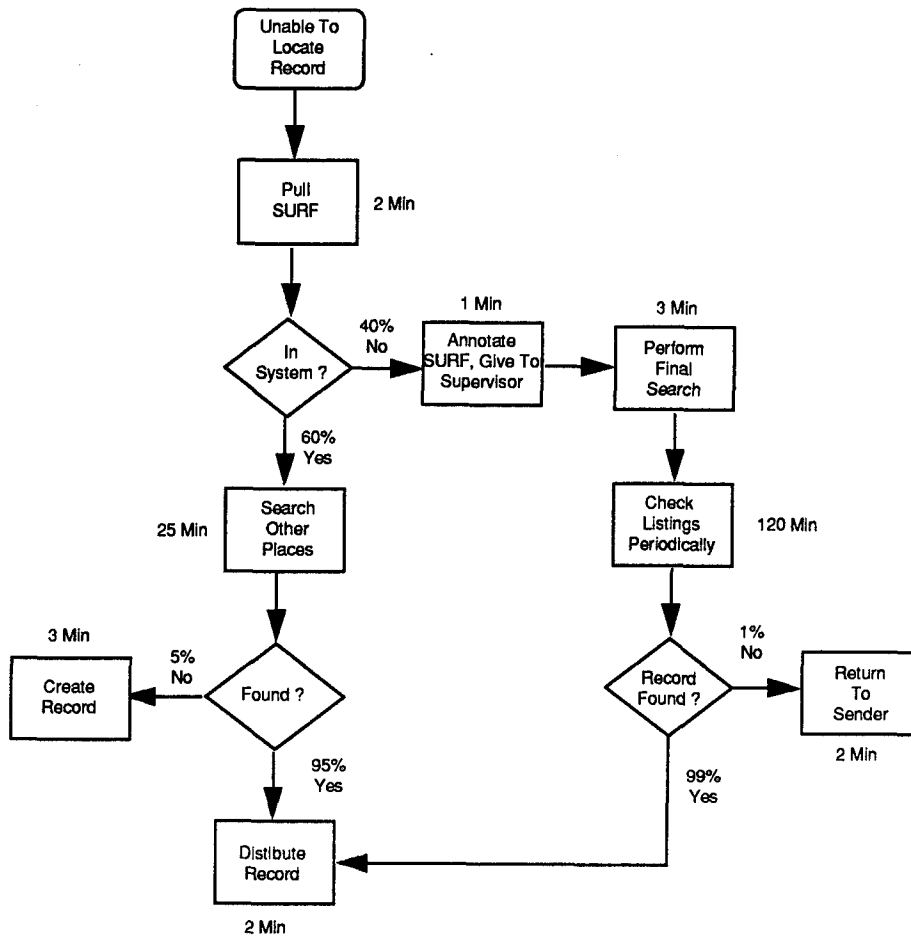 Unable To
Locate
Record
Pull
SURF
2 Min
In
System ?
40%
No
1 Min
Annotate
SURF, Give To
Supervisor
3 Min
Perform
Final
Search
60%
Yes
25 Min
Search
Other
Places
Check
Listings
Periodically
120 Min
3 Min
Create
Record
5%
No
Found ?
Record
Found ?
1%
No
Return
To
Sender
2 Min
95%
Yes
99%
Yes
Distibute
Record
2 Min